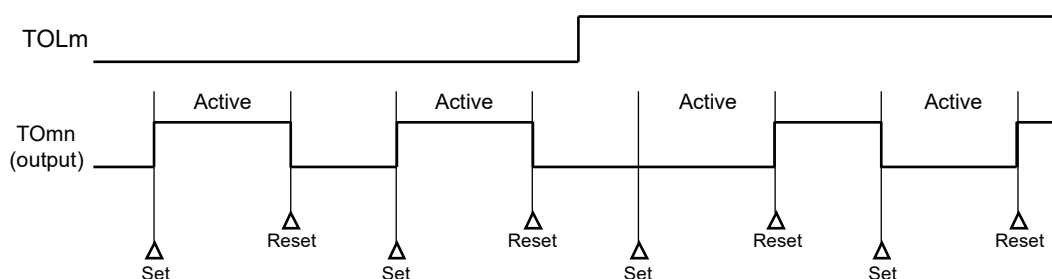 TOLm
Active Active Active Active
TOmn
(output)
Reset Reset Reset Reset
Set Set Set Set